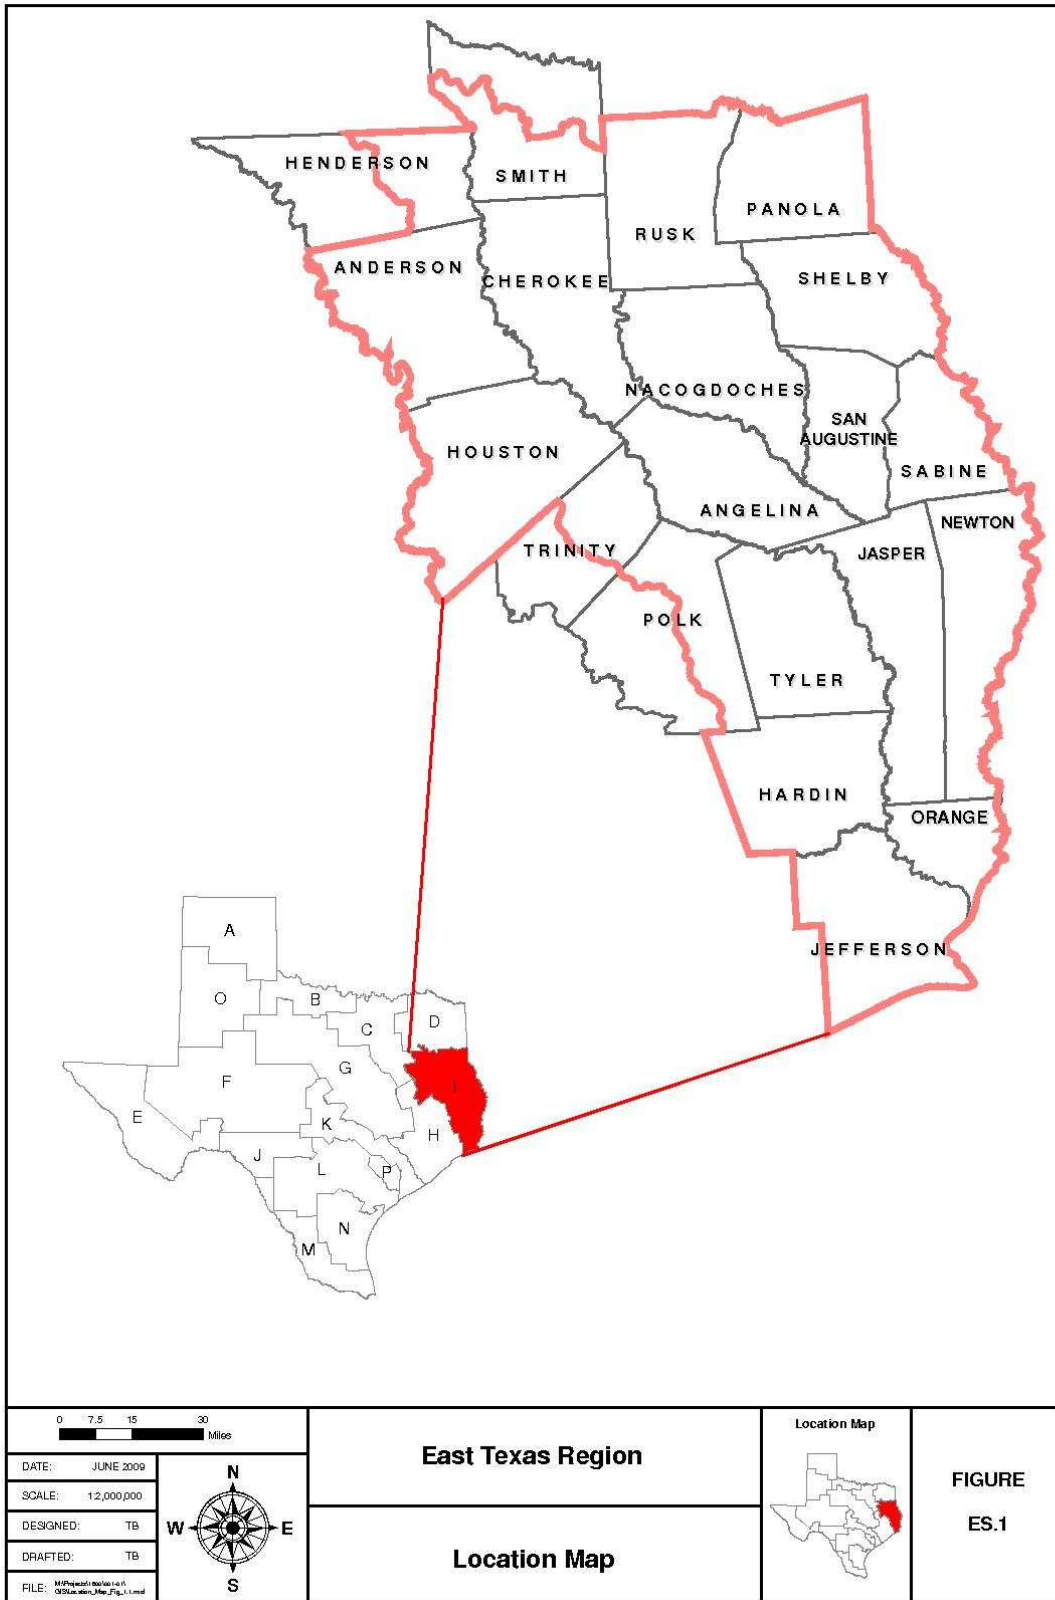 HENDERSON
SMITH
RUSK
PANOLA
ANDERSON
CHEROKEE
SHELBY
NACOGDOCHES
SAN
AUGUSTINE
HOUSTON
SABINE
ANGELINA
NEWTON
TRINITY
JASPER
POLK
TYLER
HARDIN
ORANGE
JEFFERSON
A
O
B
C
D
G
F
I
E
K
H
J
L
P
N
M
0 7.5 15 30
Miles
DATE: JUNE 2009
SCALE: 1:2,000,000
DESIGNED: TB
DRAFTED: TB
FILE:
N
W E
S
East Texas Region
Location Map
Location Map
FIGURE
ES.1